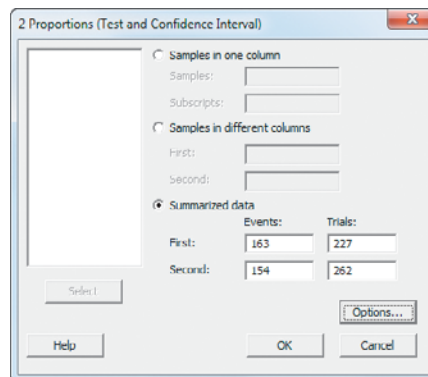 2 Proportions (Test and Confidence Interval)
Samples in one column
Samples:
Subscripts:
Samples in different columns
First:
Second:
Summarized data
Events: Trials:
First: 163 227
Second: 154 262
Select
Options...
Help OK Cancel